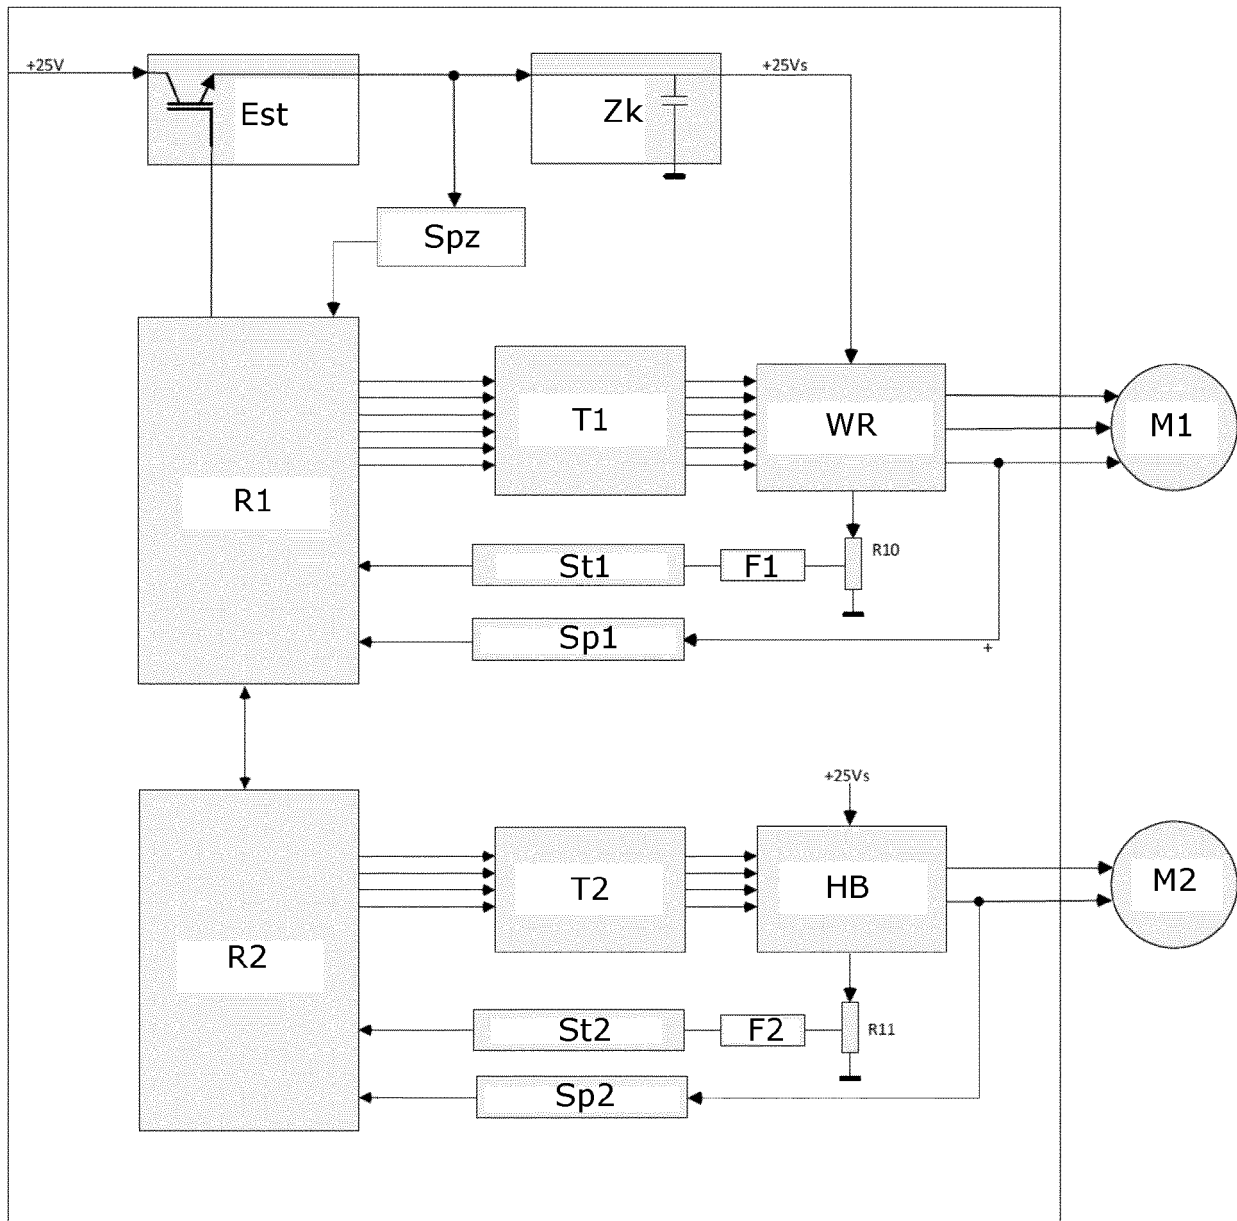 +25V
Est
Zk
+25Vs
Spz
T1
WR
M1
R1
St1
F1
R10
Sp1
+
+25Vs
T2
HB
M2
R2
St2
F2
R11
Sp2